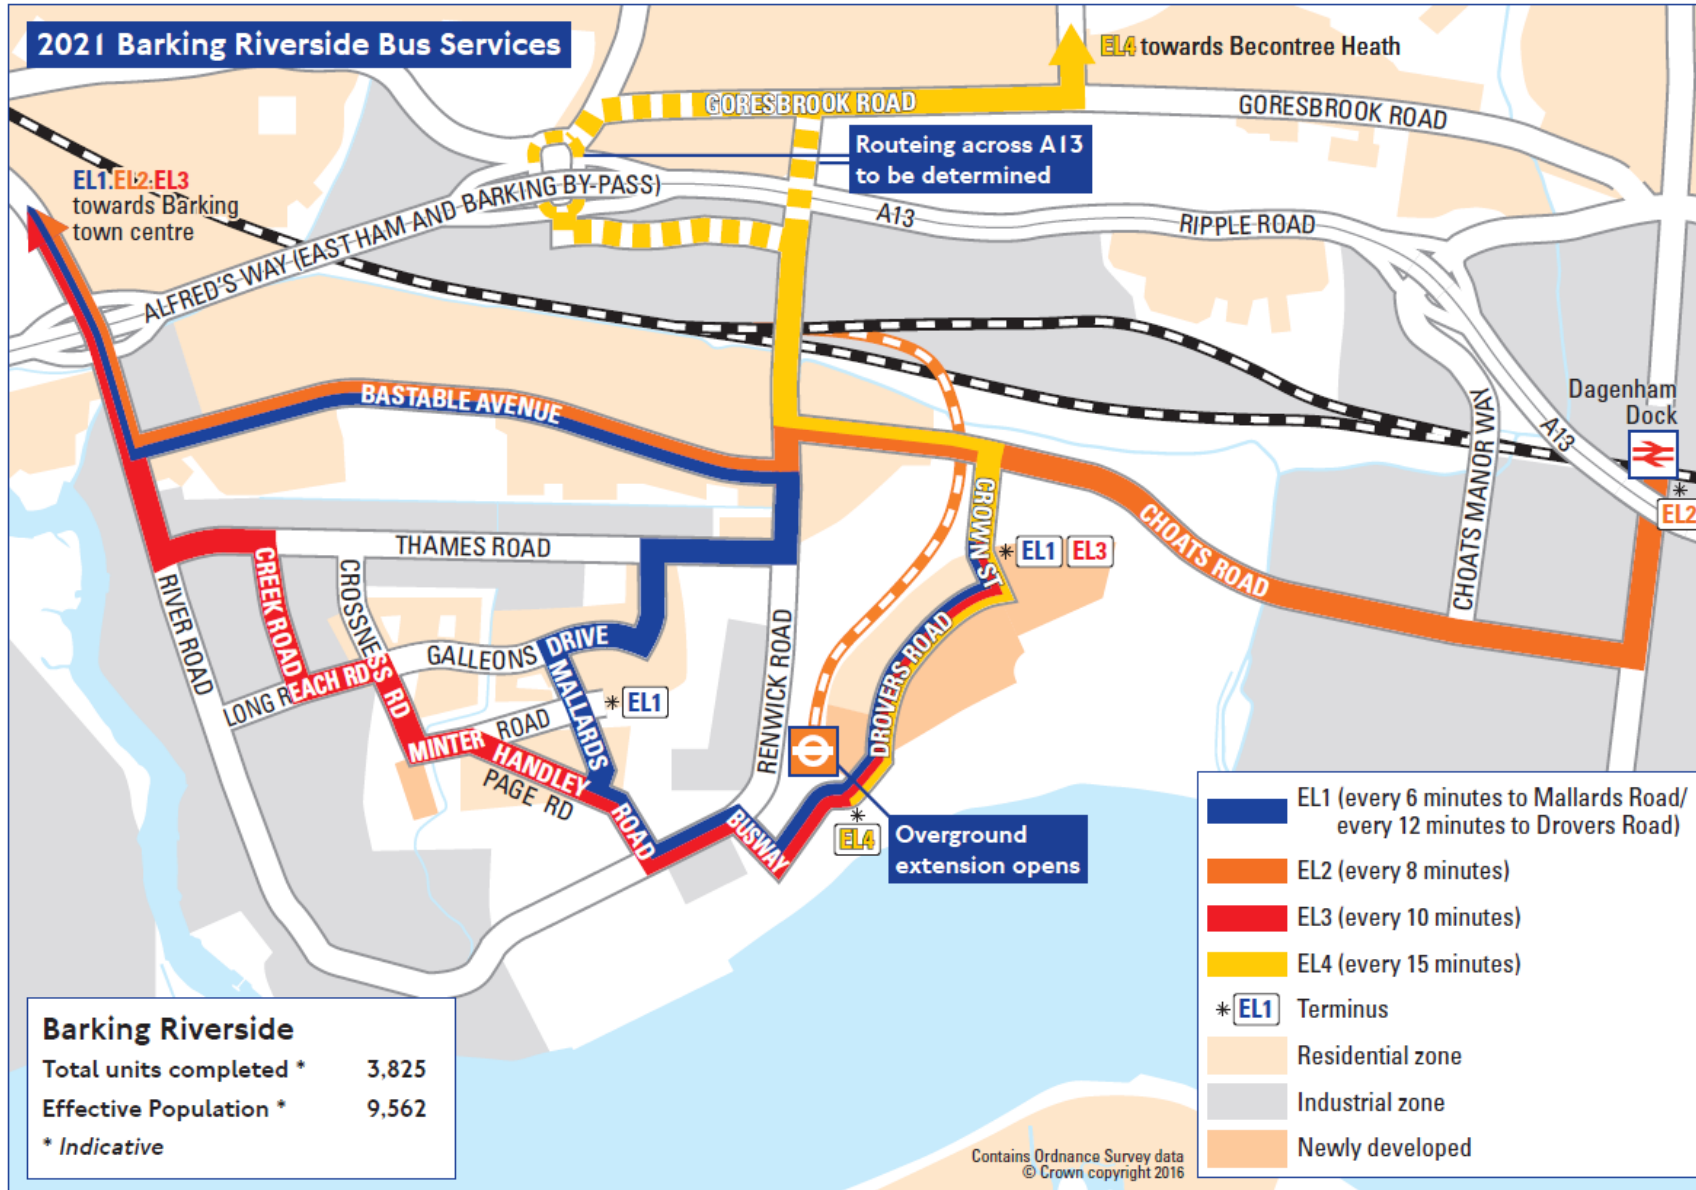 2021 Barking Riverside Bus Services
EL4 towards Becontree Heath
GORESBROOK ROAD
GORESBROOK ROAD
Routeing across A13
to be determined
EL1.EL2.EL3
towards Barking
town centre
ALFRED'S WAY (EAST HAM AND BARKING BY-PASS)
A13
RIPPLE ROAD
BASTABLE AVENUE
Dagenham
Dock
A13
EL2
CHOATS MANOR WAY
CROWN ST
CHOATS ROAD
THAMES ROAD
EL1 EL3
CREEK ROAD
CROSSNESS RD
RIVER ROAD
GALLEONS DRIVE
LONG REACH RD
MALLARDS
EL1
RENWICK ROAD
DROVERS ROAD
MINTER ROAD
HANDLEY
PAGE RD
ROAD
BUSWAY
EL4
Overground
extension opens
EL1 (every 6 minutes to Mallards Road/
every 12 minutes to Drovers Road)
EL2 (every 8 minutes)
EL3 (every 10 minutes)
EL4 (every 15 minutes)
* EL1 Terminus
Residential zone
Industrial zone
Newly developed
Barking Riverside
Total units completed * 3,825
Effective Population * 9,562
* Indicative
Contains Ordnance Survey data
© Crown copyright 2016